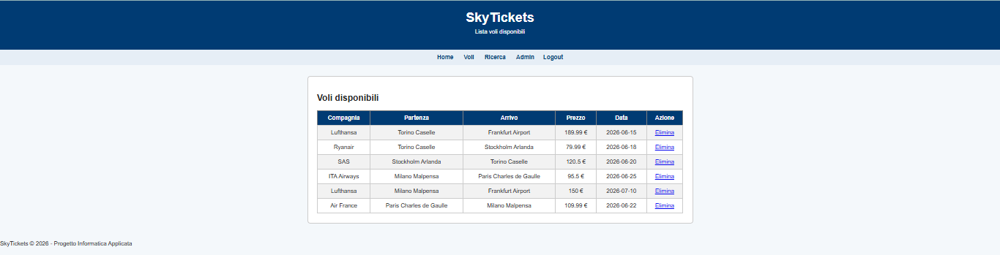 SkyTickets
Lista voli disponibili
Home Voli Ricerca Admin Logout
Voli disponibili
Compagnia Partenza Arrivo Prezzo Data Azione
Lufthansa Torino Caselle Frankfurt Airport 189.99 € 2026-06-15 Elimina
Ryanair Torino Caselle Stockholm Arlanda 79.99 € 2026-06-18 Elimina
SAS Stockholm Arlanda Torino Caselle 120.5 € 2026-06-20 Elimina
ITA Airways Milano Malpensa Paris Charles de Gaulle 95.5 € 2026-06-25 Elimina
Lufthansa Milano Malpensa Frankfurt Airport 150 € 2026-07-10 Elimina
Air France Paris Charles de Gaulle Milano Malpensa 109.99 € 2026-06-22 Elimina
SkyTickets © 2026 - Progetto Informatica Applicata